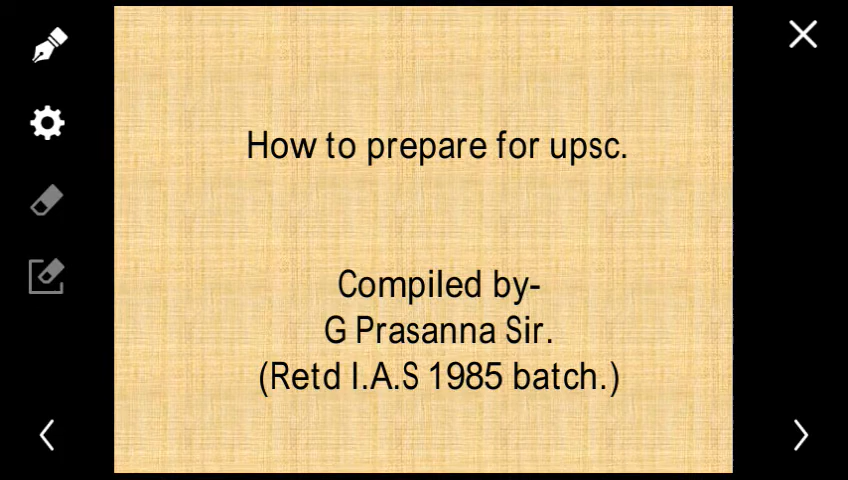 How to prepare for upsc.
Compiled by-
G Prasanna Sir.
(Retd I.A.S 1985 batch.)